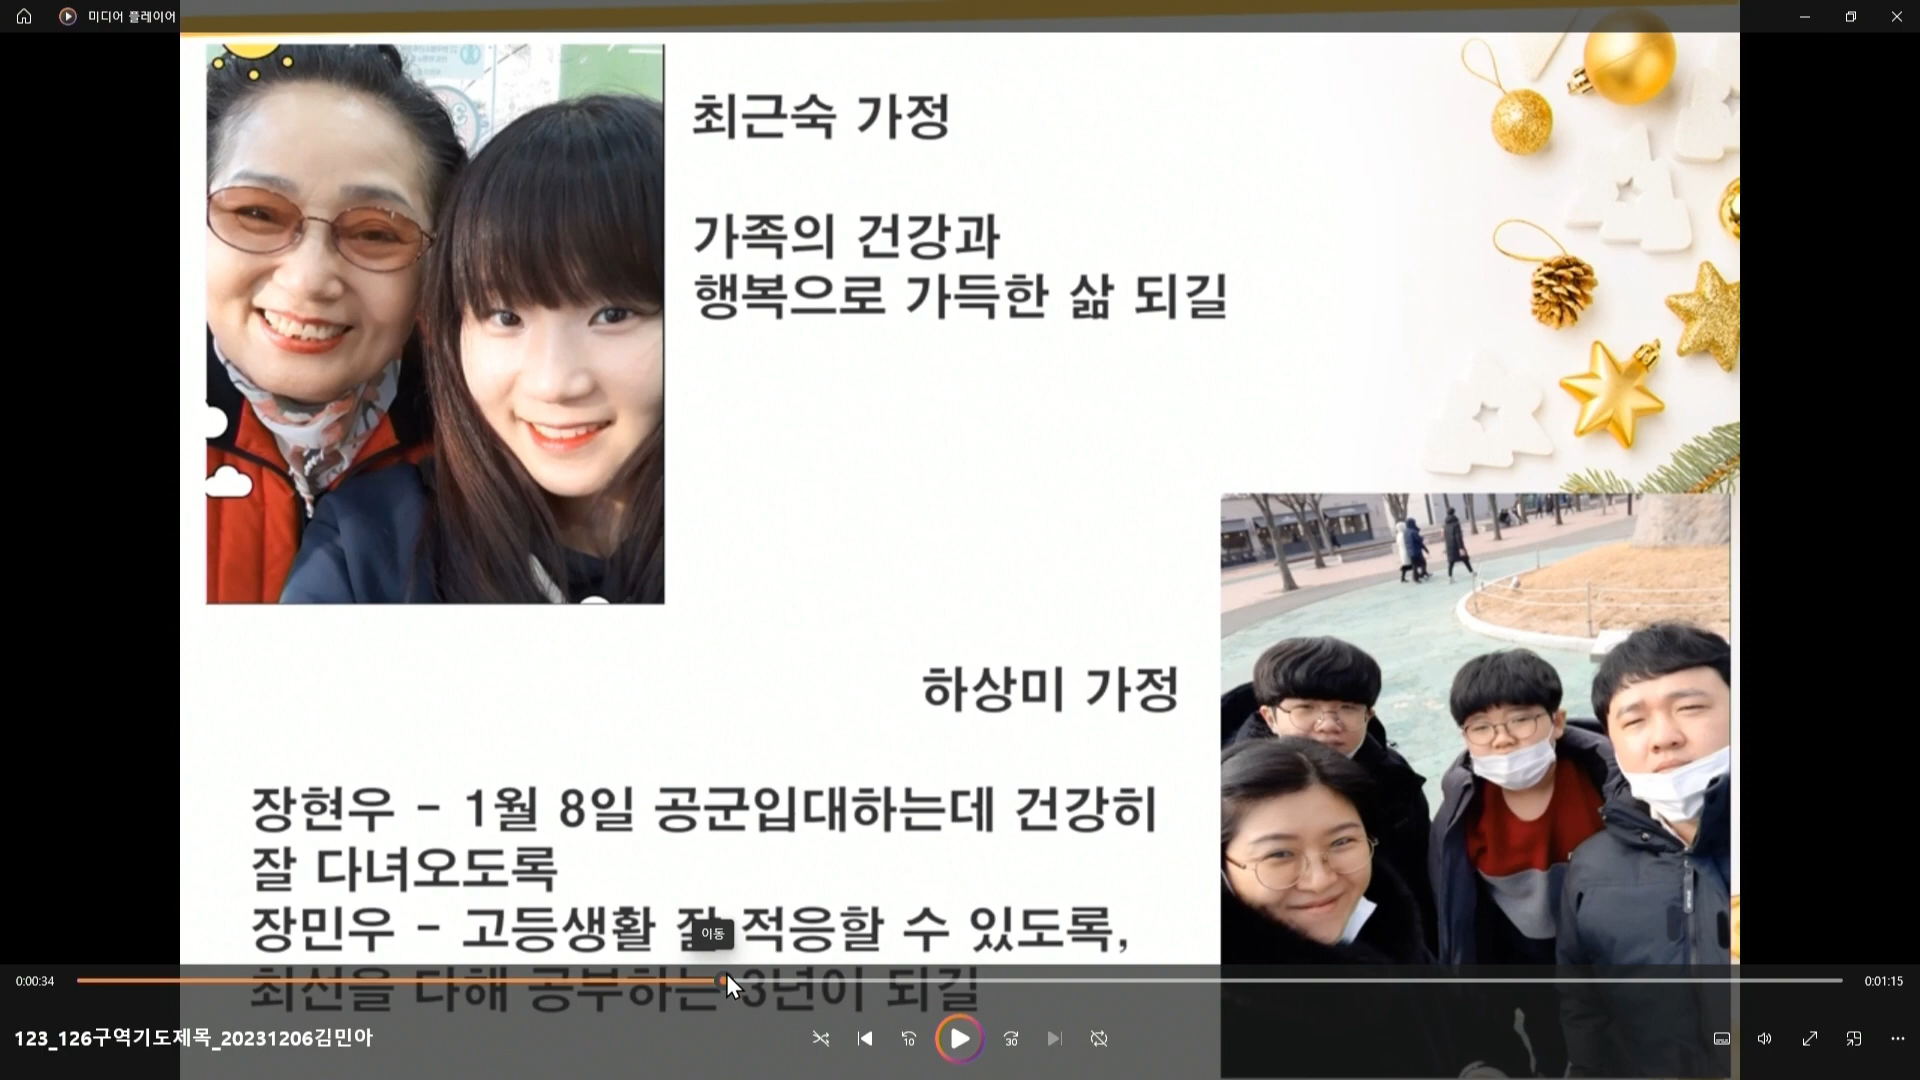 미디어 플레이어
최근숙 가정
가족의 건강과
행복으로 가득한 삶 되길
하상미 가정
장현우 - 1월 8일 공군입대하는데 건강히
잘 다녀오도록
장민우 - 고등생활 잘 적응할 수 있도록,
이동
최선을 다해 공부하는 3년이 되길
0:00:34
0:01:15
123_126구역기도제목_20231206김민아
10
30